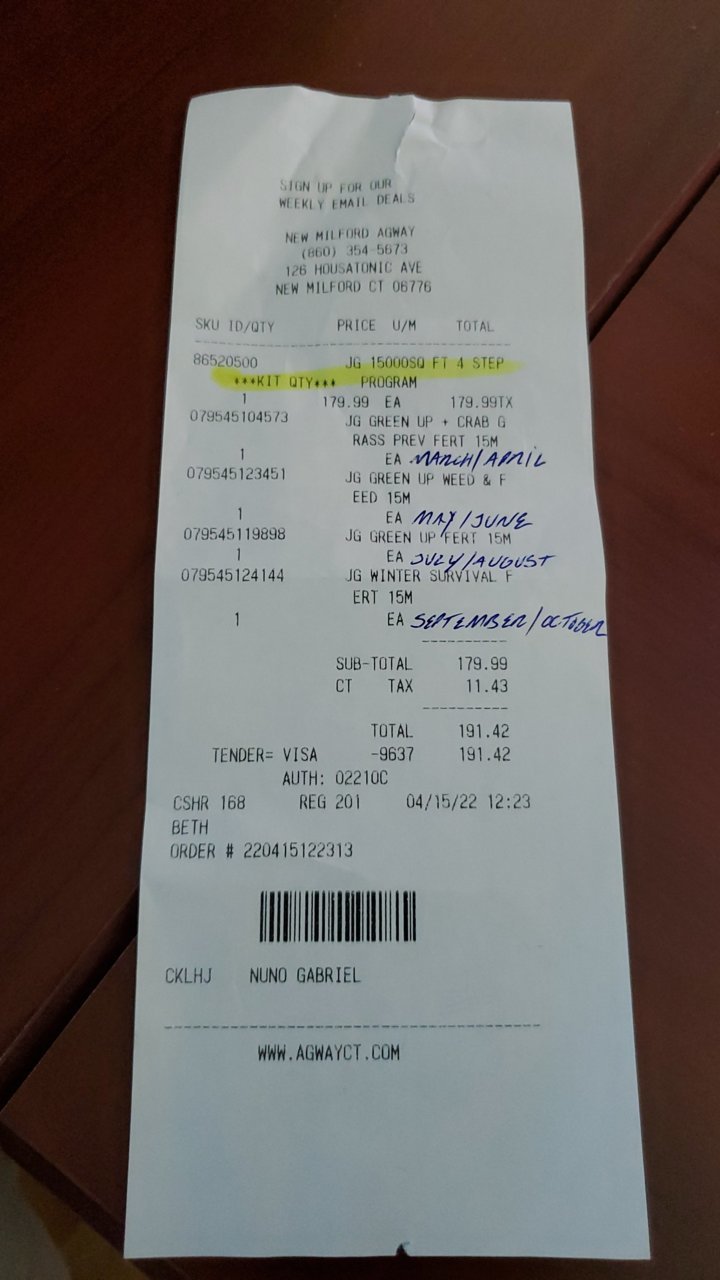 SIGN UP FOR OUR
WEEKLY EMAIL DEALS
NEW MILFORD AGWAY
(860) 354-5673
126 HOUSATONIC AVE
NEW MILFORD CT 06776
SKU ID/QTY PRICE U/M TOTAL
86520500 JG 15000SQ FT 4 STEP
***KIT QTY*** PROGRAM
1 179.99 EA 179.99TX
079545104573 JG GREEN UP + CRAB G
RASS PREV FERT 15M
1 EA MARCH/APRIL
079545123451 JG GREEN UP WEED & F
EED 15M
1 EA MAY/JUNE
079545119898 JG GREEN UP FERT 15M
1 EA JULY/AUGUST
079545124144 JG WINTER SURVIVAL F
ERT 15M
1 EA SEPTEMBER/OCTOBER
SUB-TOTAL 179.99
CT TAX 11.43
TOTAL 191.42
TENDER= VISA -9637 191.42
AUTH: 02210C
CSHR 168 REG 201 04/15/22 12:23
BETH
ORDER # 220415122313
CKLHJ NUNO GABRIEL
WWW.AGWAYCT.COM